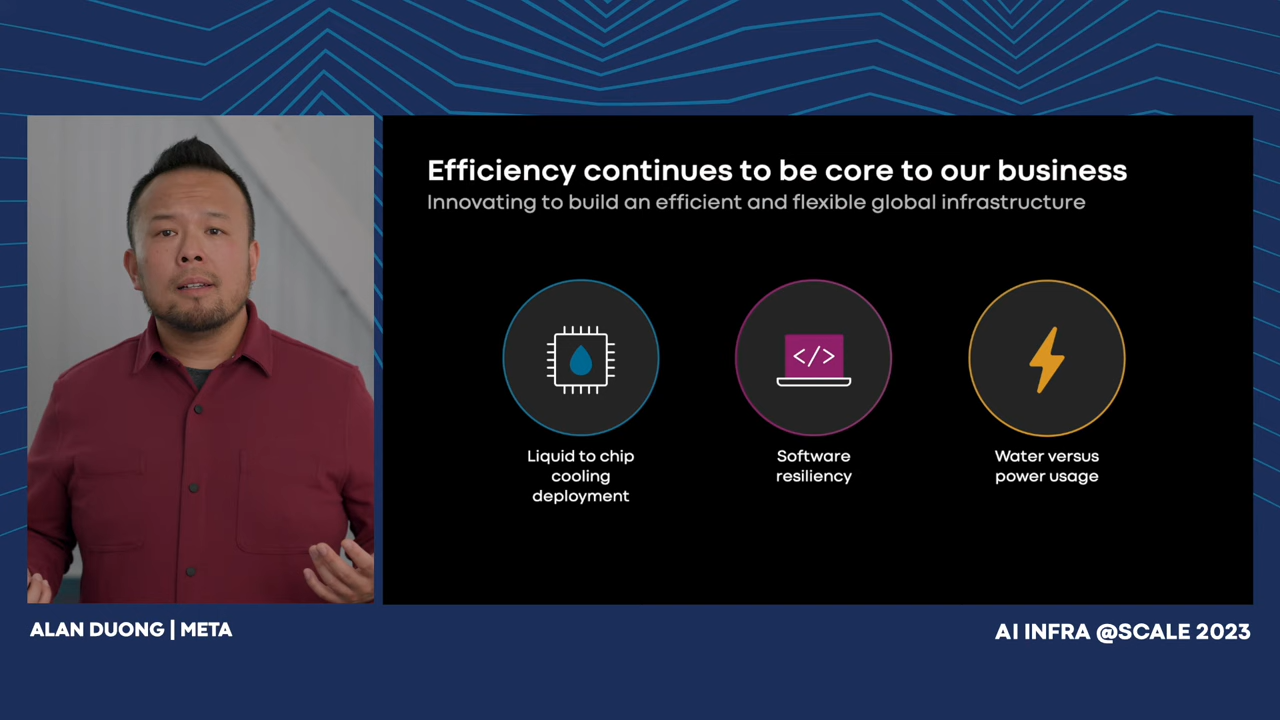 Efficiency continues to be core to our business
Innovating to build an efficient and flexible global infrastructure
</>
Liquid to chip
cooling
deployment
Software
resiliency
Water versus
power usage
ALAN DUONG | META
AI INFRA @SCALE 2023